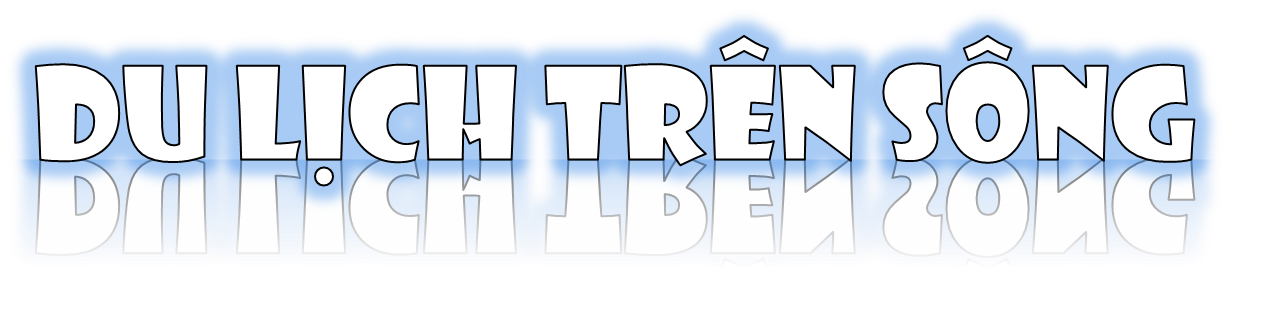 DU LỊCH TRÊN SÔNG